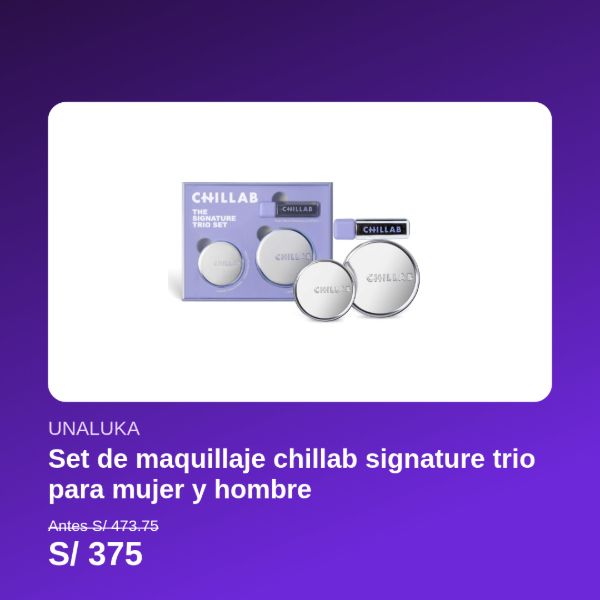 CHILLAB
THE
SIGNATURE
TRIO SET
CHILLAB
CHILLAB
CHILLAB
CHILLAB
CHILLAB
CHILLAB
UNALUKA
Set de maquillaje chillab signature trio
para mujer y hombre
Antes S/ 473.75
S/ 375